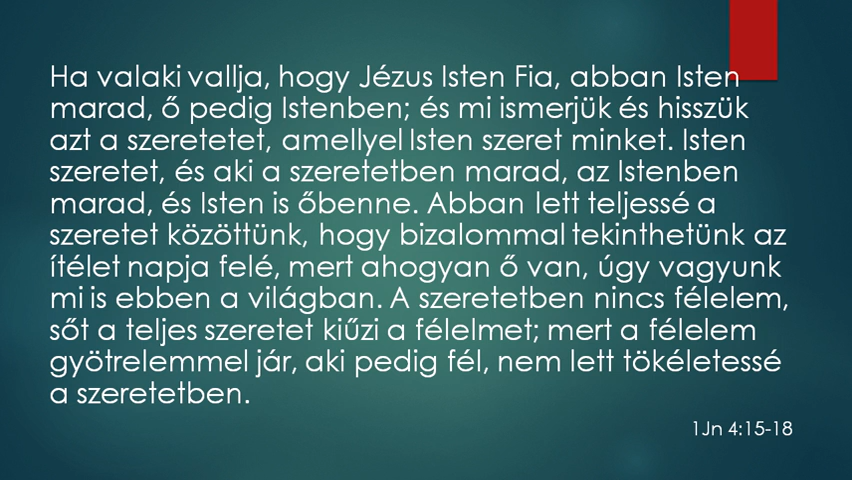 Ha valaki vallja, hogy Jézus Isten Fia, abban Isten
marad, ő pedig Istenben; és mi ismerjük és hisszük
azt a szeretetet, amellyel Isten szeret minket. Isten
szeretet, és aki a szeretetben marad, az Istenben
marad, és Isten is őbenne. Abban lett teljessé a
szeretet közöttünk, hogy bizalommal tekinthetünk az
ítélet napja felé, mert ahogyan ő van, úgy vagyunk
mi is ebben a világban. A szeretetben nincs félelem,
sőt a teljes szeretet kiűzi a félelmet; mert a félelem
gyötrelemmel jár, aki pedig fél, nem lett tökéletessé
a szeretetben.
1Jn 4:15-18